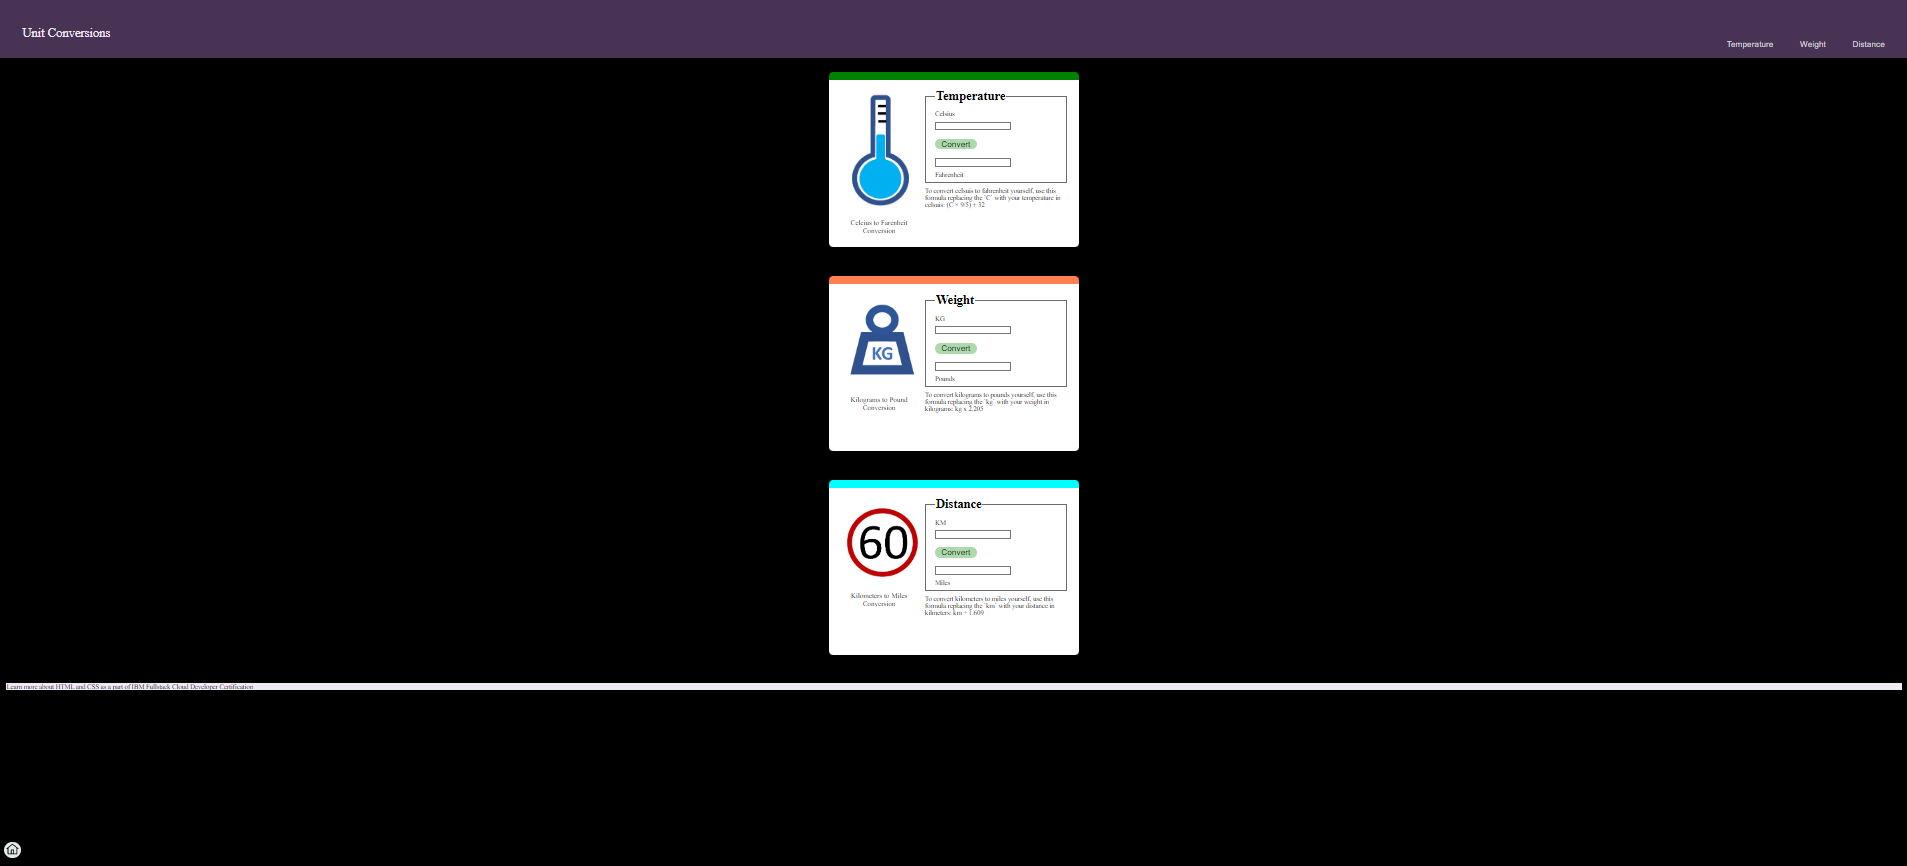 Unit Conversions
Temperature Weight Distance
Temperature
Celsius
Convert
Fahrenheit
To convert celsuis to fahrenheit yourself, use this
formula replacing the 'C' with your temperature in
celsuis: (C × 9/5) + 32
Celcius to Farenheit
Conversion
Weight
KG
KG
Convert
Pounds
To convert kilograms to pounds yourself, use this
formula replacing the 'kg' with your weight in
kilograms: kg x 2.205
Kilograms to Pound
Conversion
Distance
60
KM
Convert
Miles
To convert kilometers to miles yourself, use this
formula replacing the 'km' with your distance in
kilmeters: km ÷ 1.609
Kilometers to Miles
Conversion
Learn more about HTML and CSS as a part of IBM Fullstack Cloud Developer Certification